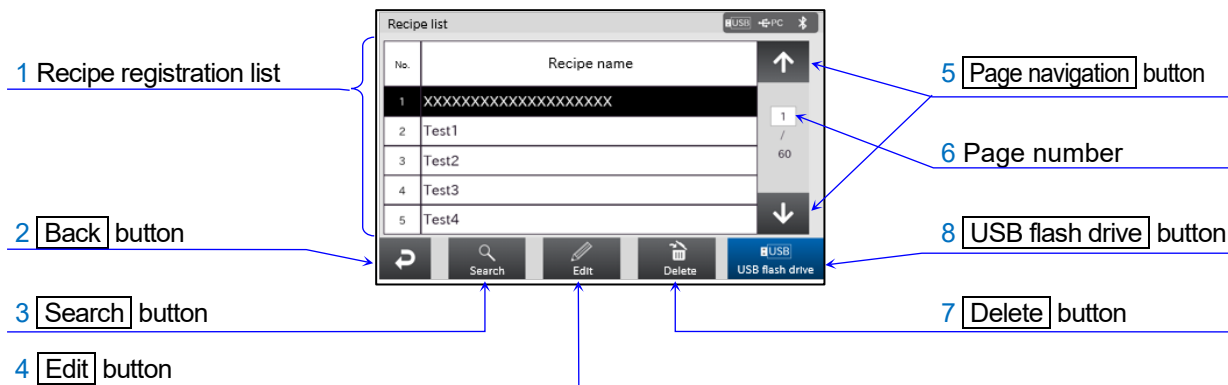 Recipe list
USB PC
No. Recipe name
1 XXXXXXXXXXXXXXXXXXXX
2 Test1
3 Test2
4 Test3
5 Test4
1
/
60
Search
Edit
Delete
USB
USB flash drive
1 Recipe registration list
2 Back button
3 Search button
4 Edit button
5 Page navigation button
6 Page number
8 USB flash drive button
7 Delete button